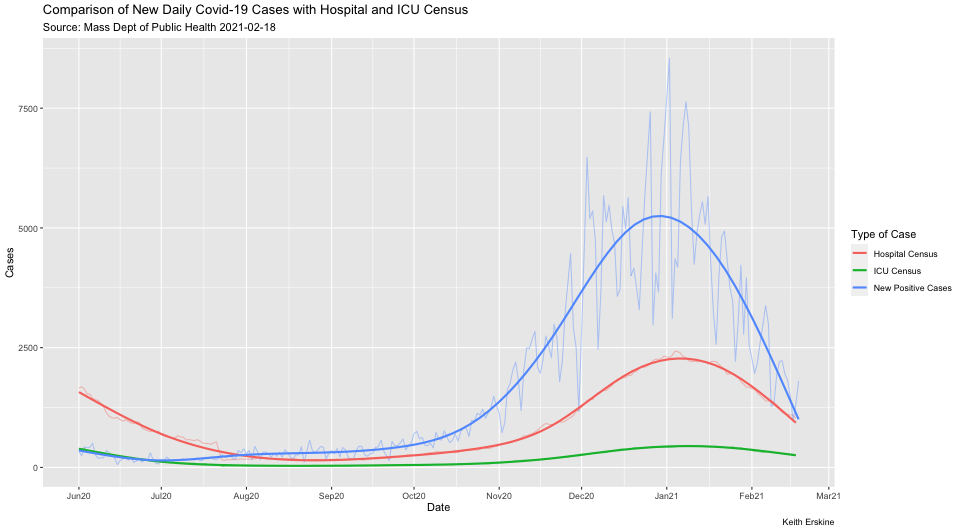 Comparison of New Daily Covid-19 Cases with Hospital and ICU Census
Source: Mass Dept of Public Health 2021-02-18
7500
5000
2500
0
Cases
Jun20 Jul20 Aug20 Sep20 Oct20 Nov20 Dec20 Jan21 Feb21 Mar21
Date
Type of Case
Hospital Census
ICU Census
New Positive Cases
Keith Erskine